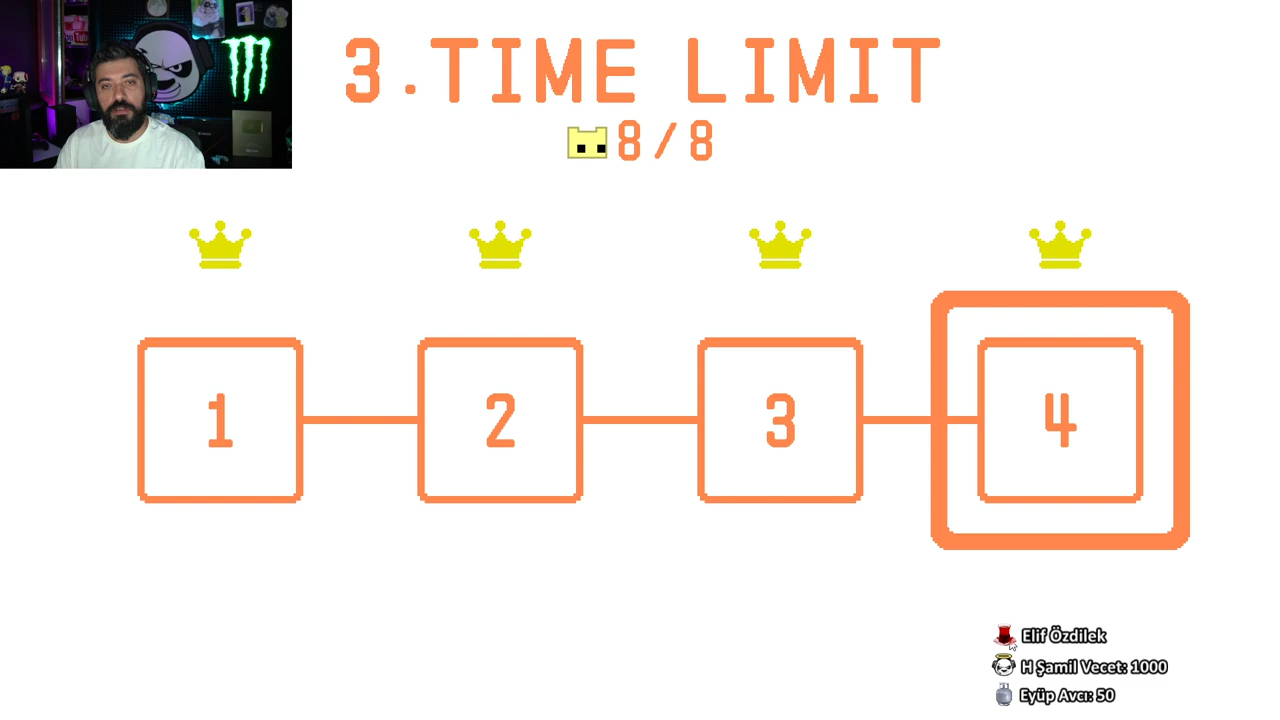 3.TIME LIMIT
8/8
1
2
3
4
Elif Özdilek
H Şamil Vecet: 1000
Eyüp Avcı: 50